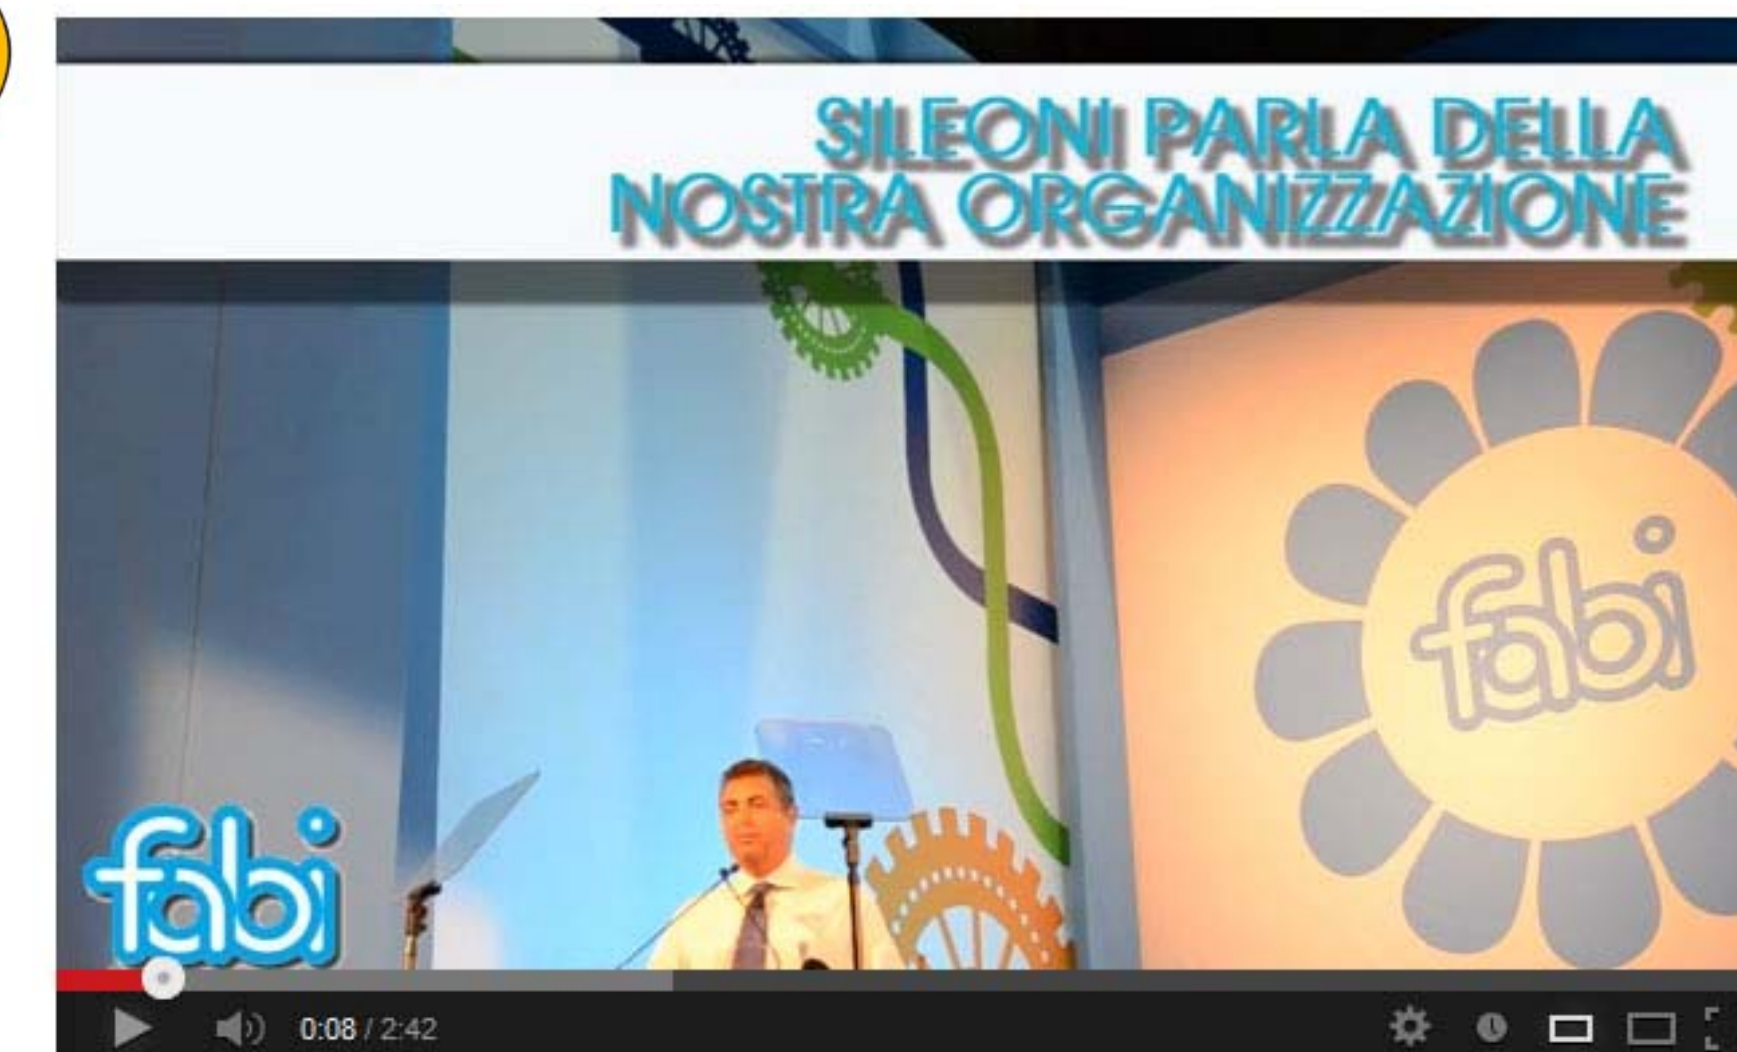 SILEONI PARLA DELLA
NOSTRA ORGANIZZAZIONE
fabi
fabi
0:08 / 2:42